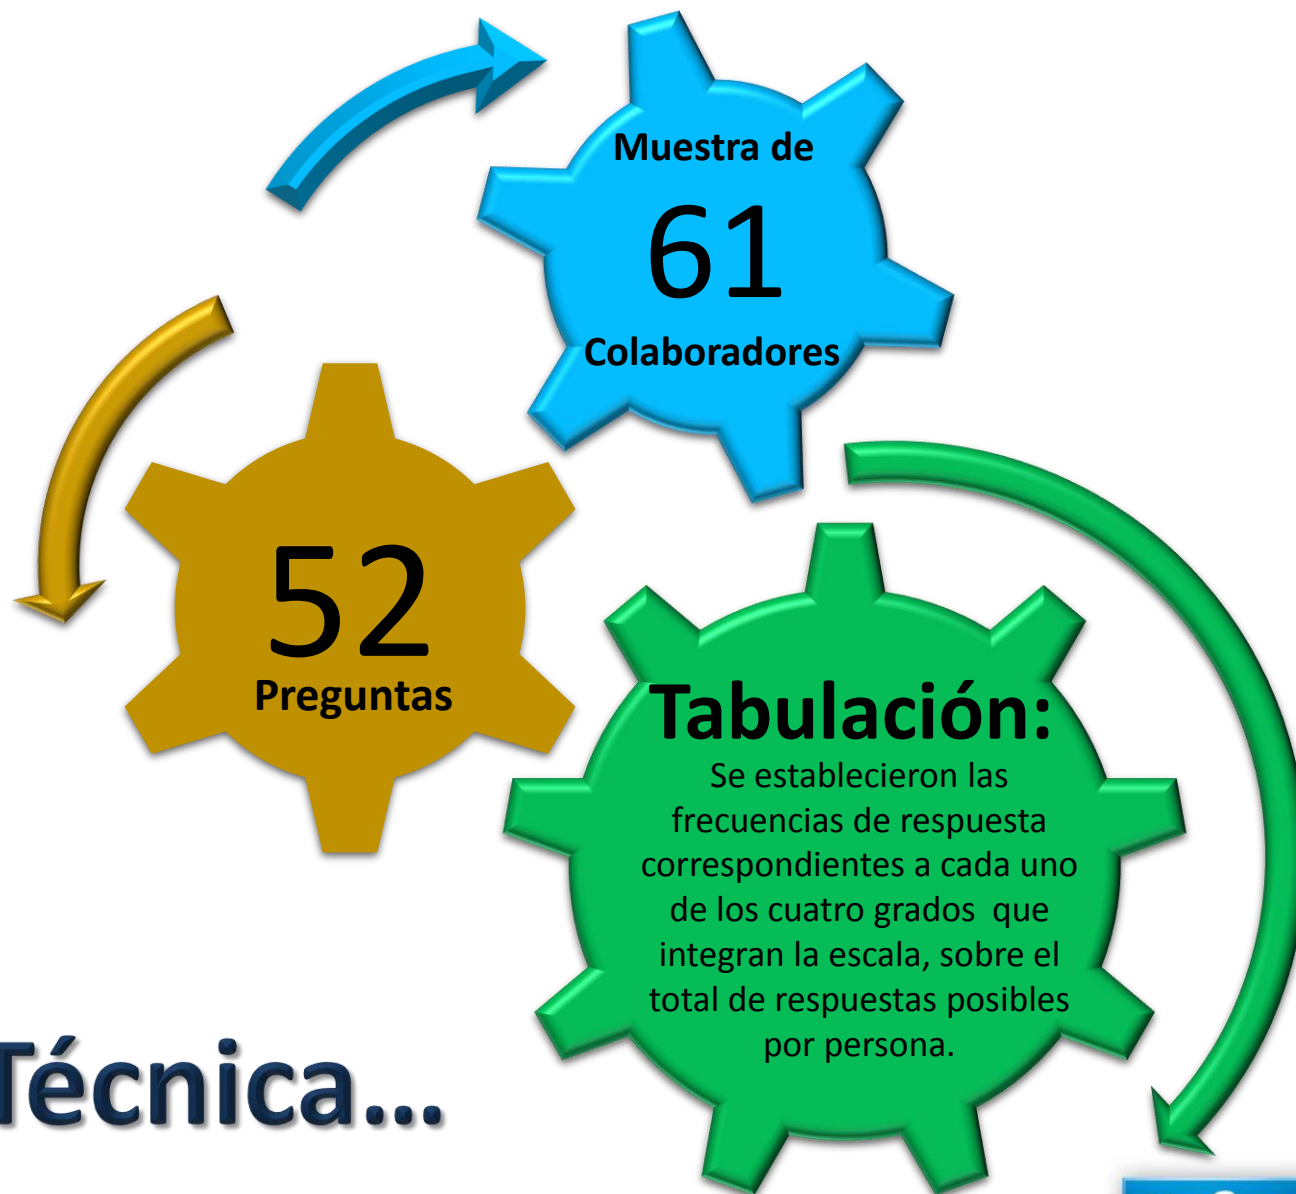 Muestra de
61
Colaboradores
52
Preguntas
Tabulación:
Se establecieron las
frecuencias de respuesta
correspondientes a cada uno
de los cuatro grados que
integran la escala, sobre el
total de respuestas posibles
por persona.
Técnica...